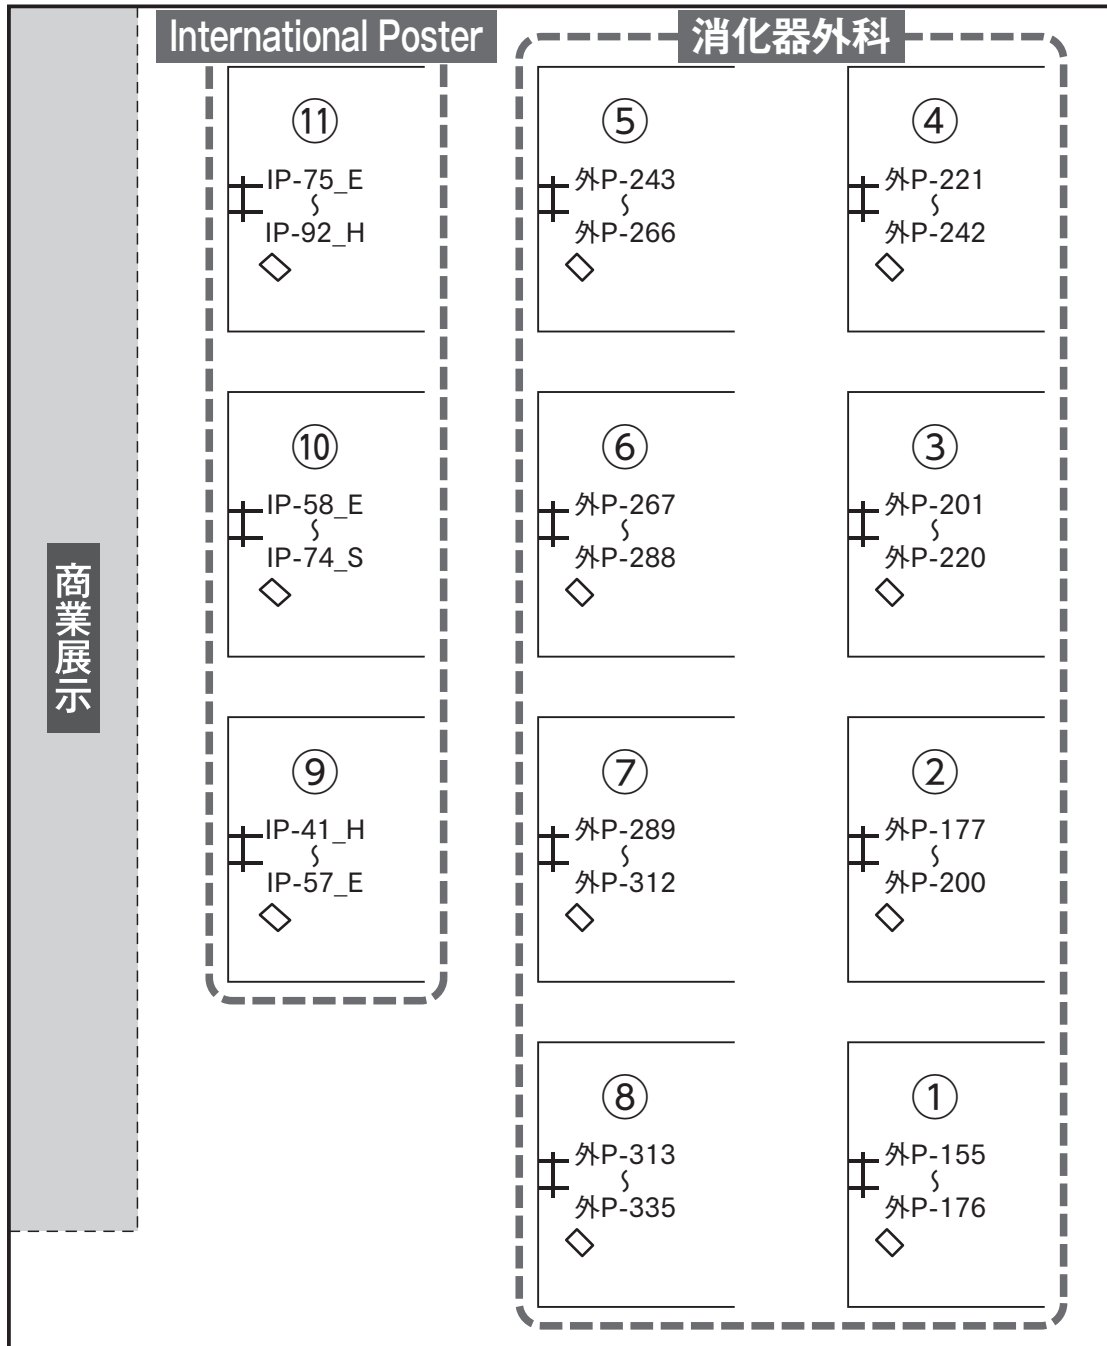 International Poster
消化器外科
⑪
IP-75_E
〜
IP-92_H
⑤
外P-243
〜
外P-266
④
外P-221
〜
外P-242
⑩
IP-58_E
〜
IP-74_S
⑥
外P-267
〜
外P-288
③
外P-201
〜
外P-220
商業展示
⑨
IP-41_H
〜
IP-57_E
⑦
外P-289
〜
外P-312
②
外P-177
〜
外P-200
⑧
外P-313
〜
外P-335
①
外P-155
〜
外P-176